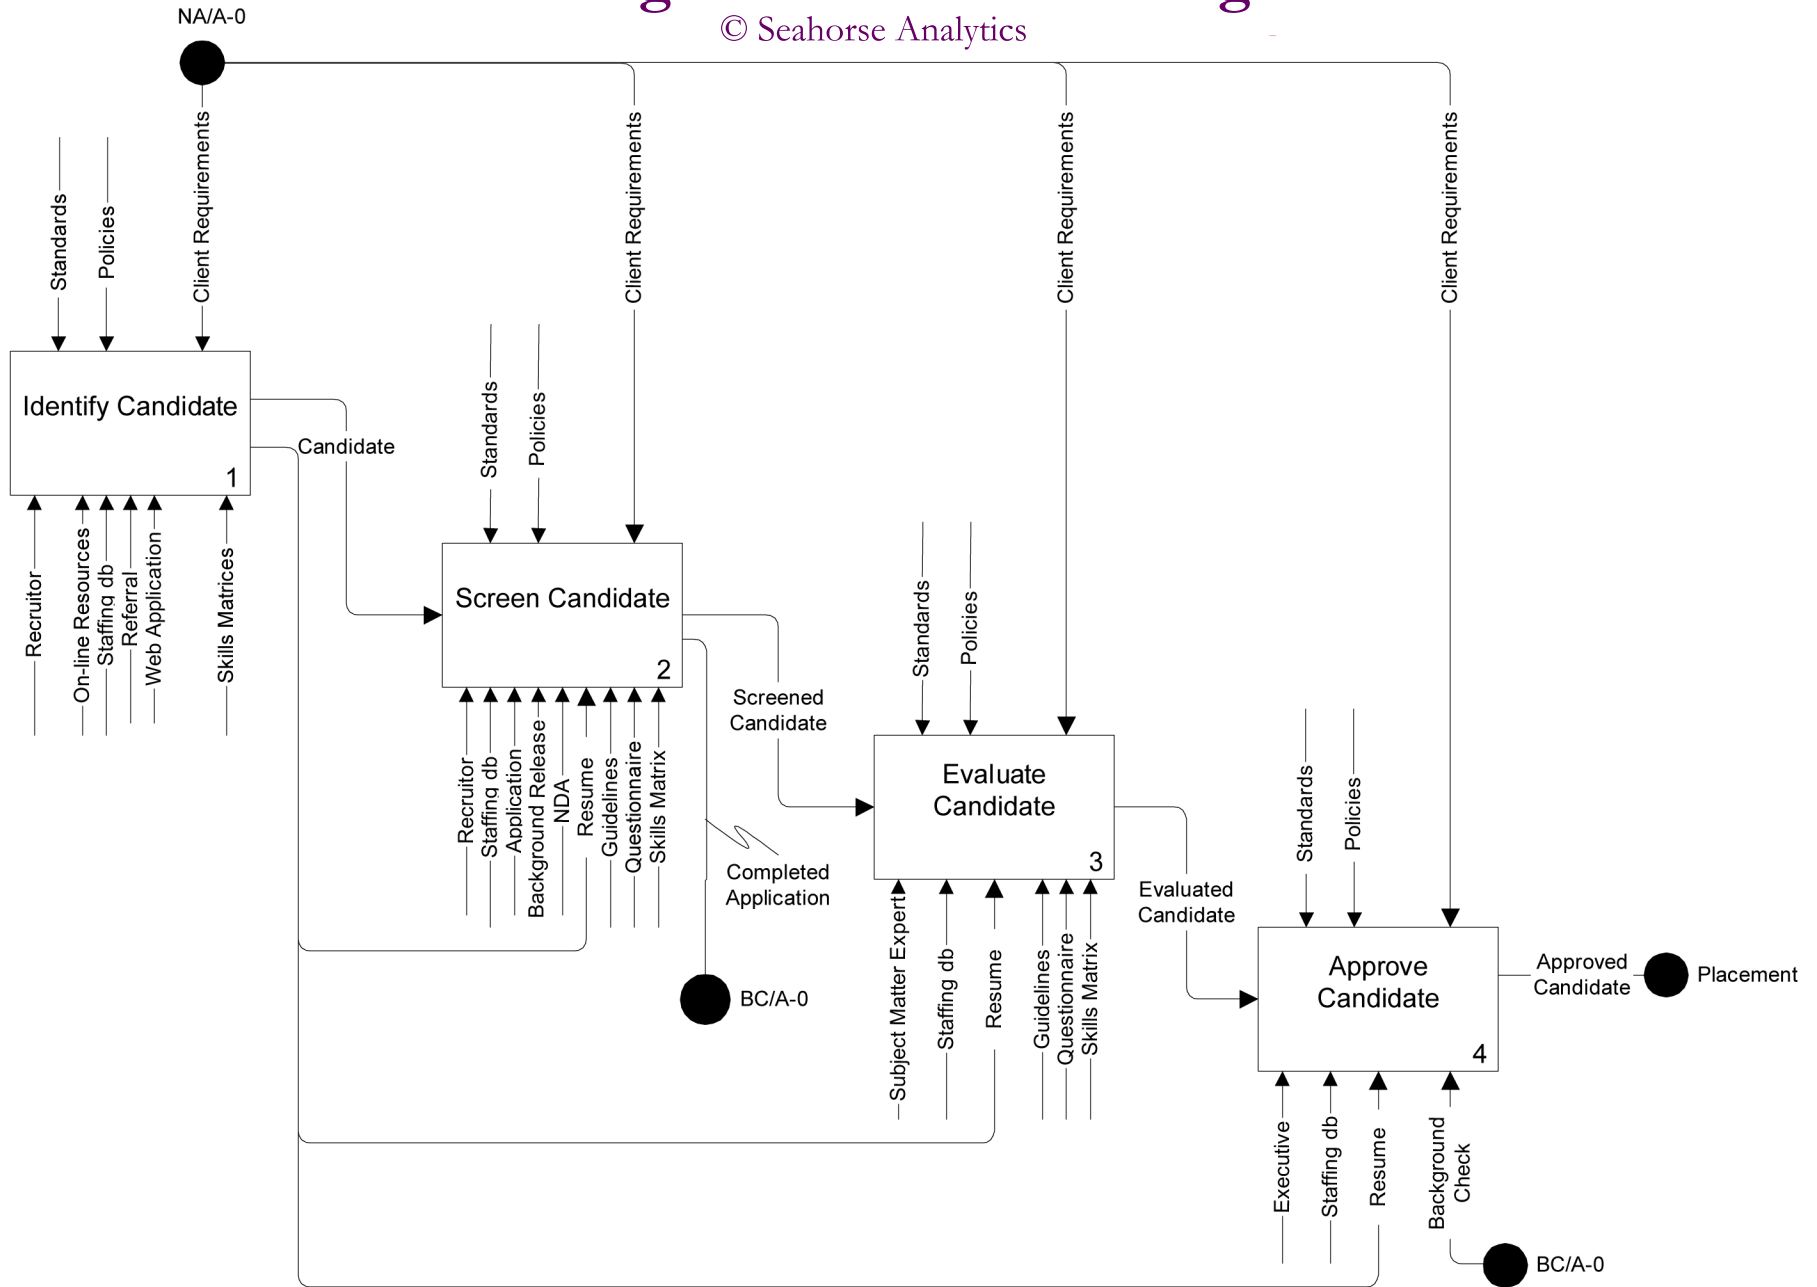 NA/A-0
© Seahorse Analytics
Standards
Policies
Client Requirements
Client Requirements
Client Requirements
Client Requirements
Identify Candidate
1
Candidate
Recruitor
On-line Resources
Staffing db
Referral
Web Application
Skills Matrices
Standards
Policies
Screen Candidate
2
Recruitor
Staffing db
Application
Background Release
NDA
Resume
Guidelines
Questionnaire
Skills Matrix
Screened
Candidate
Completed
Application
BC/A-0
Standards
Policies
Evaluate
Candidate
3
Subject Matter Expert
Staffing db
Resume
Guidelines
Questionnaire
Skills Matrix
Evaluated
Candidate
Standards
Policies
Approve
Candidate
4
Executive
Staffing db
Resume
Background
Check
BC/A-0
Approved
Candidate
Placement